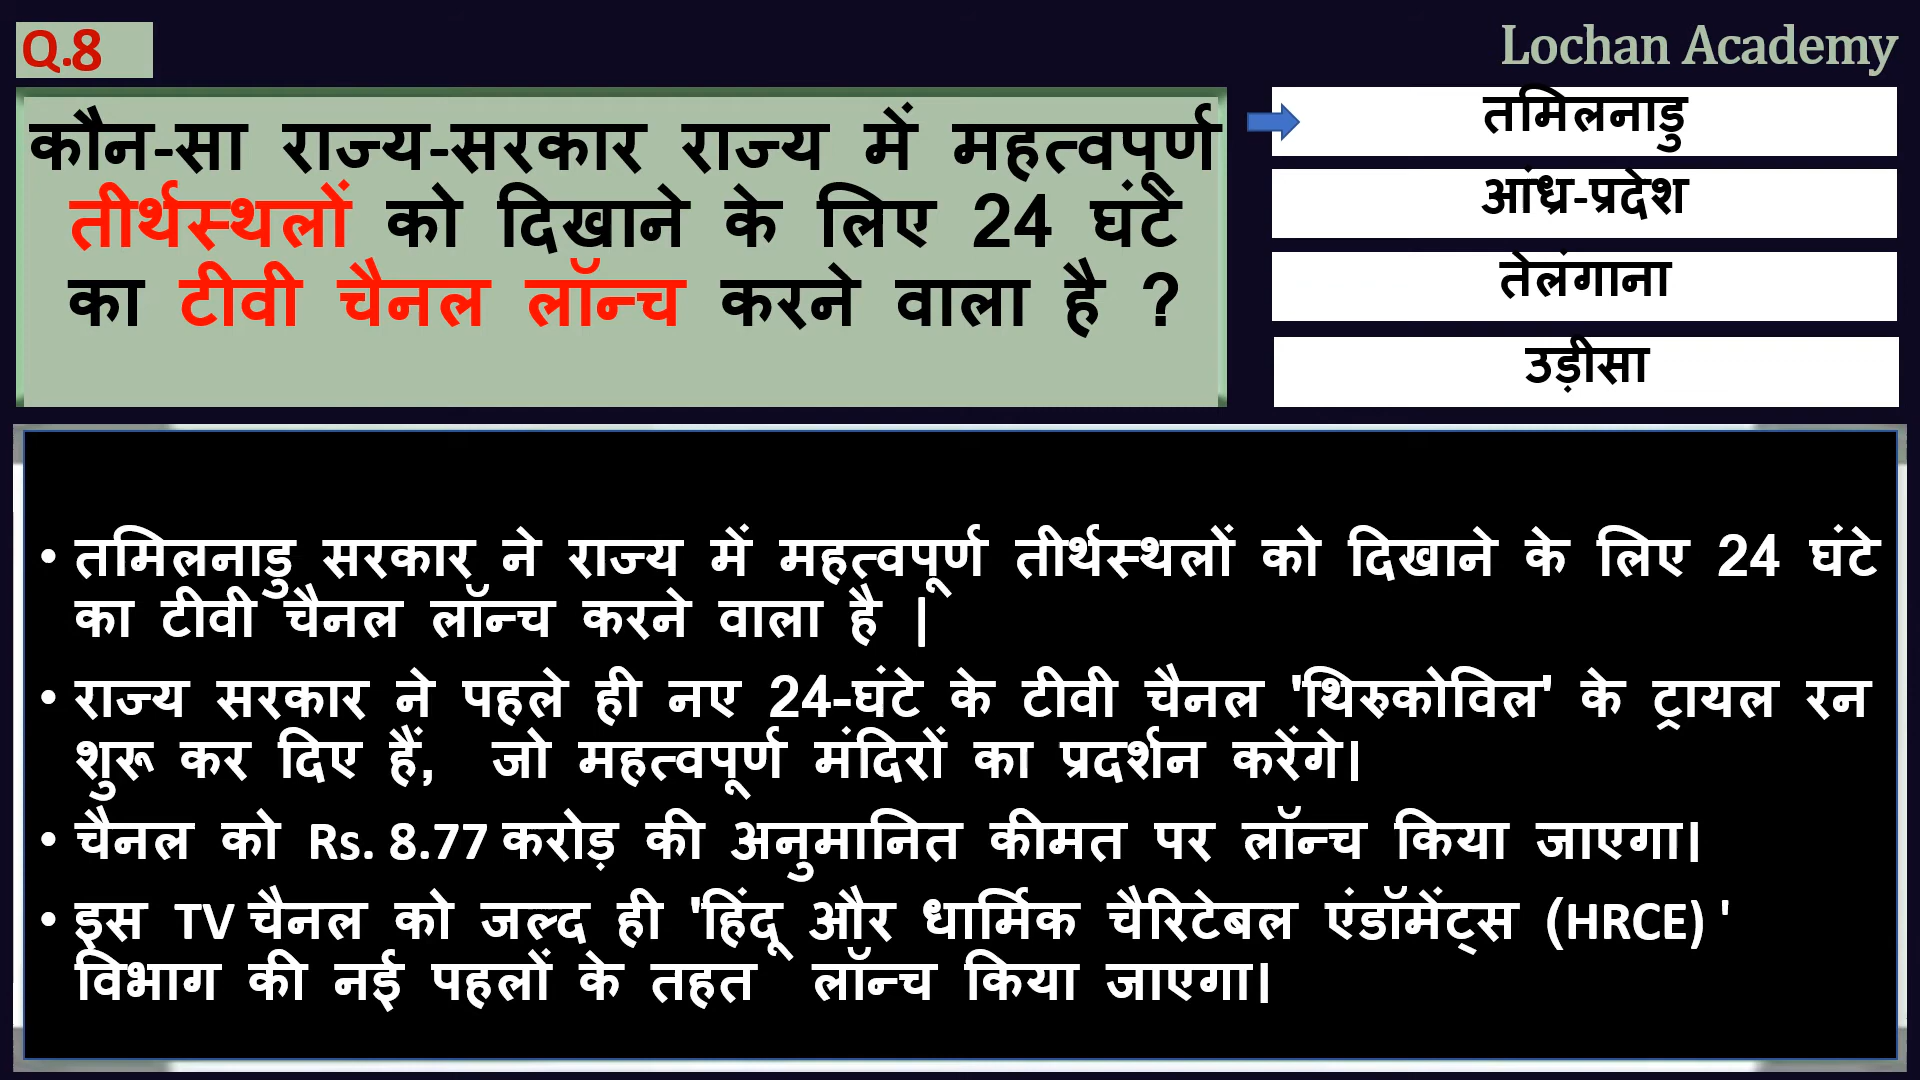 Q.8
Lochan Academy
कौन-सा राज्य-सरकार राज्य में महत्वपूर्ण
तीर्थस्थलों को दिखाने के लिए 24 घंटे
का टीवी चैनल लॉन्च करने वाला है ?
तमिलनाडु
आंध्र-प्रदेश
तेलंगाना
उड़ीसा
• तमिलनाडु सरकार ने राज्य में महत्वपूर्ण तीर्थस्थलों को दिखाने के लिए 24 घंटे
का टीवी चैनल लॉन्च करने वाला है |
• राज्य सरकार ने पहले ही नए 24-घंटे के टीवी चैनल 'थिरुकोविल' के ट्रायल रन
शुरू कर दिए हैं, जो महत्वपूर्ण मंदिरों का प्रदर्शन करेंगे।
• चैनल को Rs. 8.77 करोड़ की अनुमानित कीमत पर लॉन्च किया जाएगा।
• इस TV चैनल को जल्द ही 'हिंदू और धार्मिक चैरिटेबल एंडॉमेंट्स (HRCE) '
विभाग की नई पहलों के तहत लॉन्च किया जाएगा।